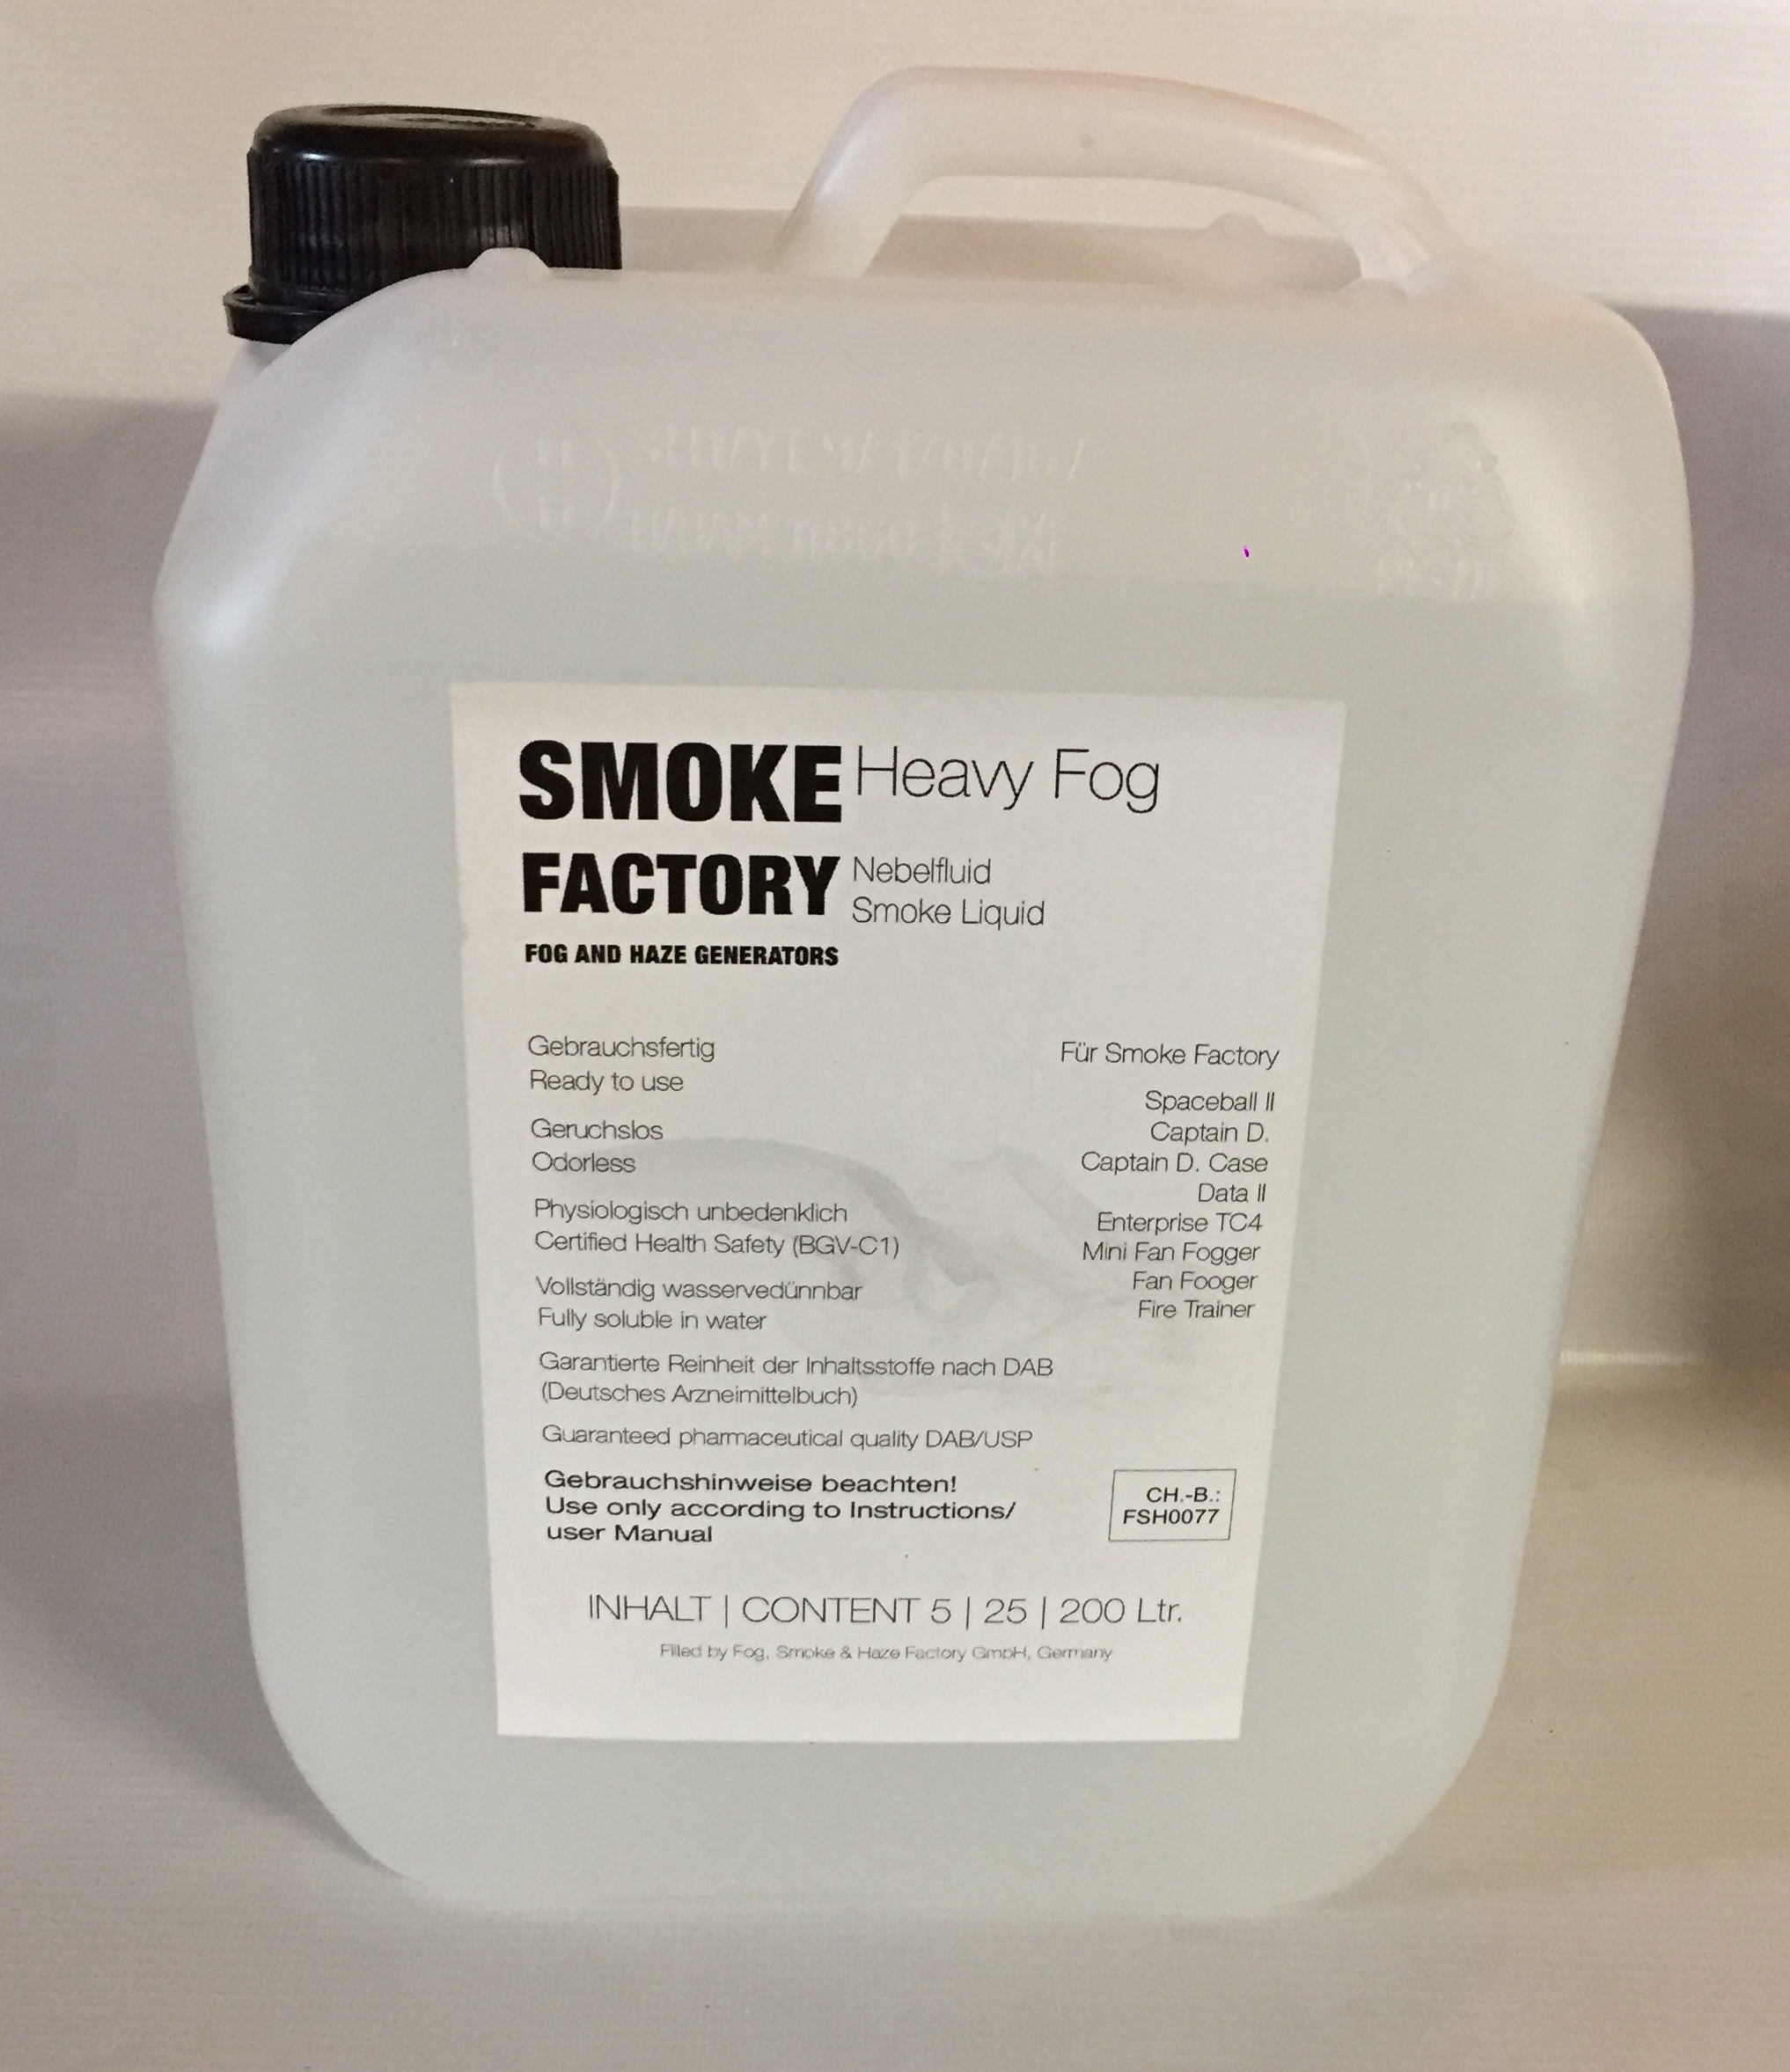 SMOKE Heavy Fog
FACTORY Nebelfluid
Smoke Liquid
FOG AND HAZE GENERATORS
Gebrauchsfertig
Ready to use
Geruchslos
Odorless
Physiologisch unbedenklich
Certified Health Safety (BGV-C1)
Vollständig wasservedünnbar
Fully soluble in water
Garantierte Reinheit der Inhaltsstoffe nach DAB
(Deutsches Arzneimittelbuch)
Guaranteed pharmaceutical quality DAB/USP
Für Smoke Factory
Spaceball II
Captain D.
Captain D. Case
Data II
Enterprise TC4
Mini Fan Fogger
Fan Fooger
Fire Trainer
Gebrauchshinweise beachten!
Use only according to Instructions/
user Manual
CH.-B.:
FSH0077
INHALT | CONTENT 5 | 25 | 200 Ltr.
Filled by Fog, Smoke & Haze Factory GmbH, Germany